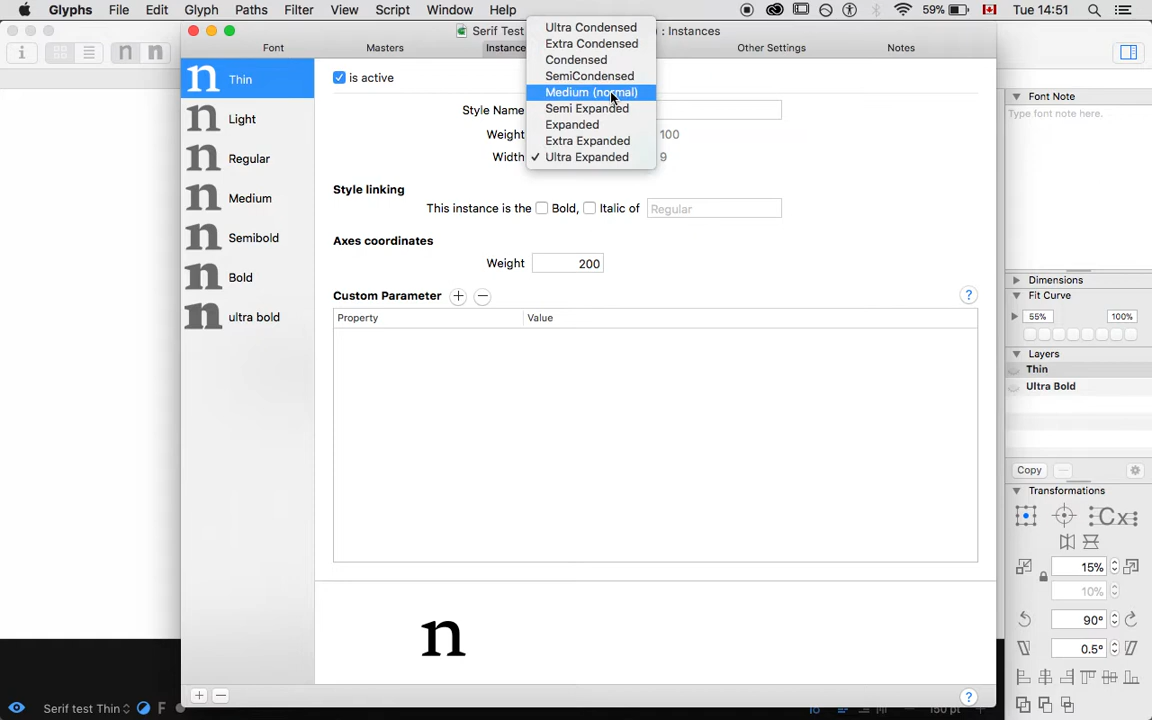 Glyphs File Edit Glyph Paths Filter View Script Window Help 59% Tue 14:51
Serif Test : Instances
Font Masters Instance Other Settings Notes
Ultra Condensed
Extra Condensed
Condensed
SemiCondensed
Medium (normal)
Semi Expanded
Expanded
Extra Expanded
✓ Ultra Expanded
n Thin
n Light
n Regular
n Medium
n Semibold
n Bold
n ultra bold
is active
Style Name
Weight 100
Width 9
Style linking
This instance is the Bold, Italic of Regular
Axes coordinates
Weight 200
Custom Parameter + − ?
Property Value
n
Font Note
Type font note here.
Dimensions
Fit Curve
55% 100%
Layers
Thin
Ultra Bold
Copy
Transformations
Cx
15%
10%
90°
0.5°
+ − ?
Serif test Thin F 150 pt